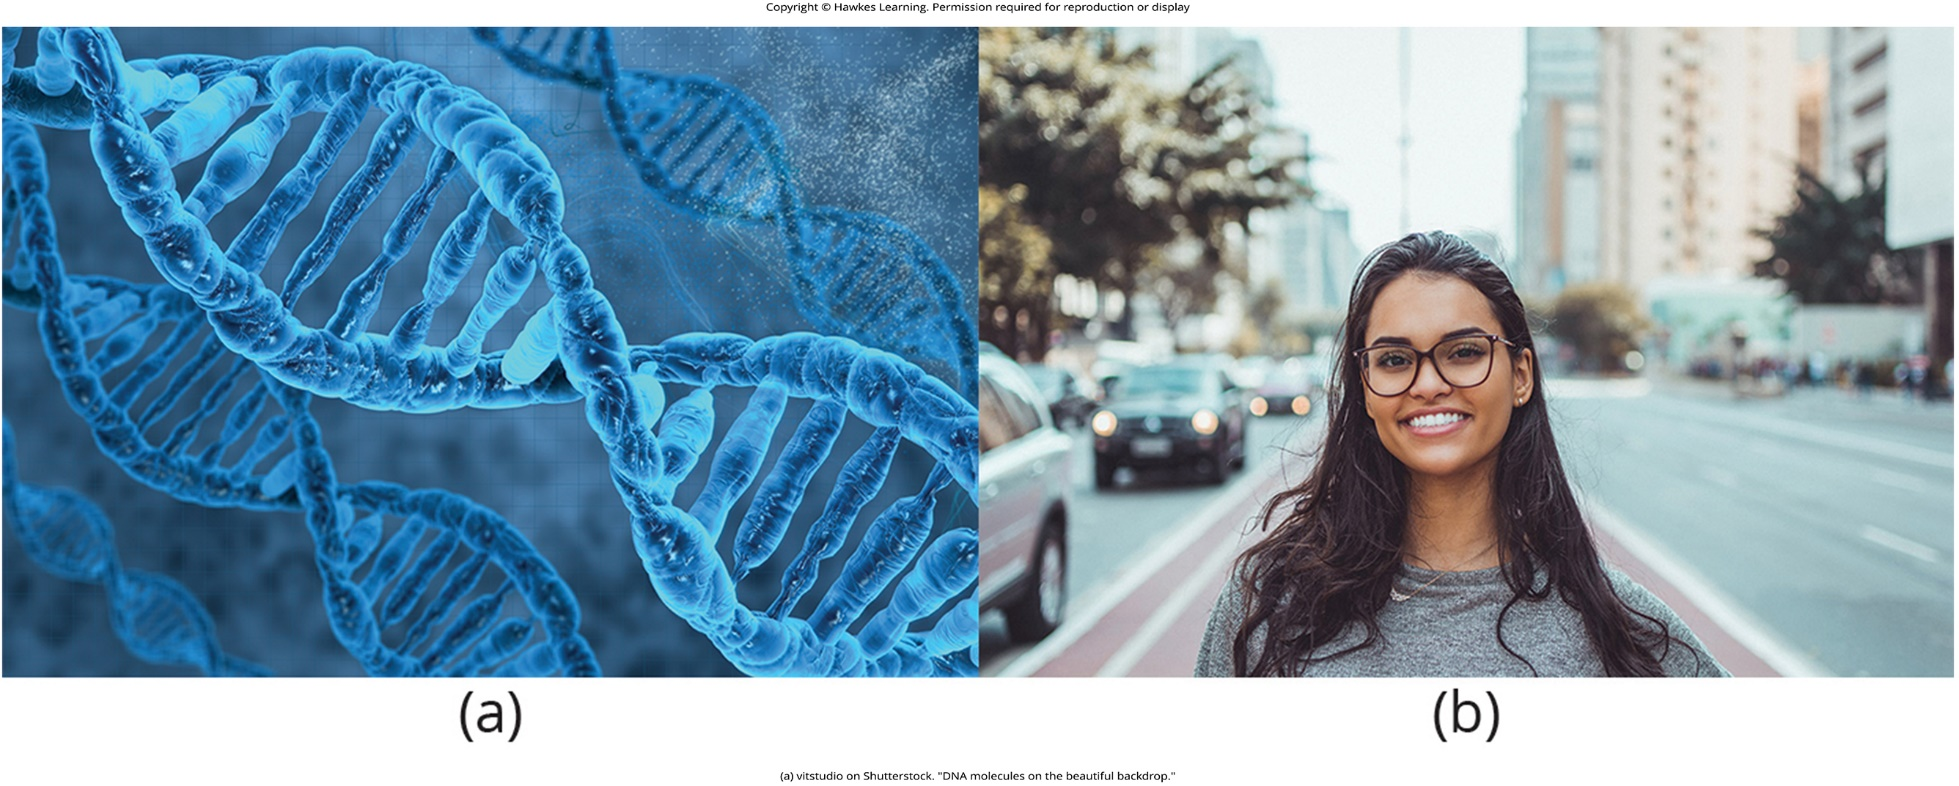 Copyright © Hawkes Learning. Permission required for reproduction or display
(a)
(b)
(a) vitstudio on Shutterstock. "DNA molecules on the beautiful backdrop."